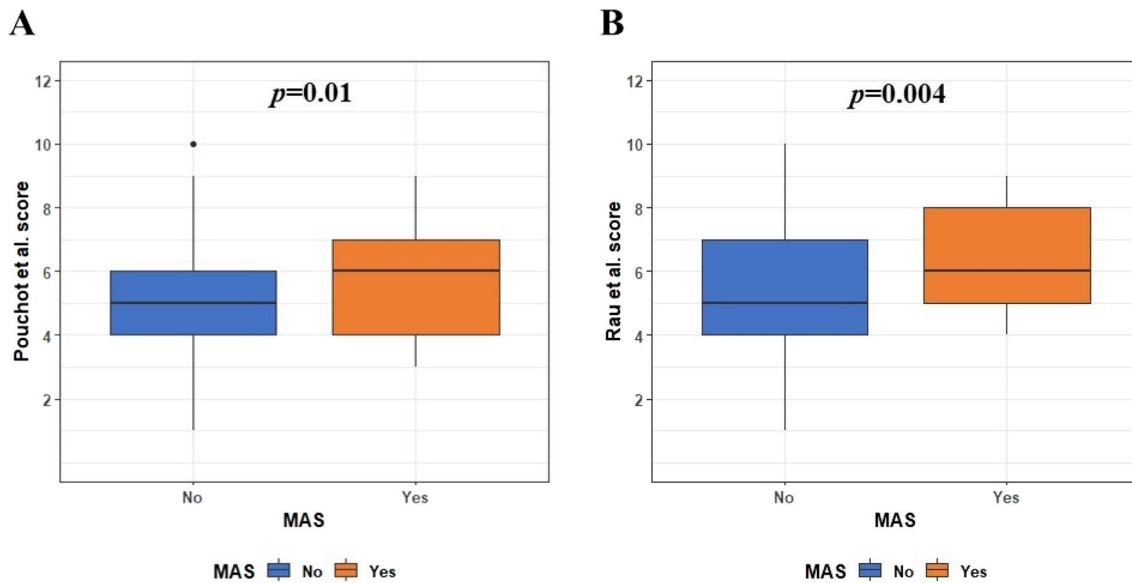 A
p=0.01
12
10
8
6
4
2
Pouchot et al. score
No
Yes
MAS
MAS No Yes
B
p=0.004
12
10
8
6
4
2
Rau et al. score
No
Yes
MAS
MAS No Yes